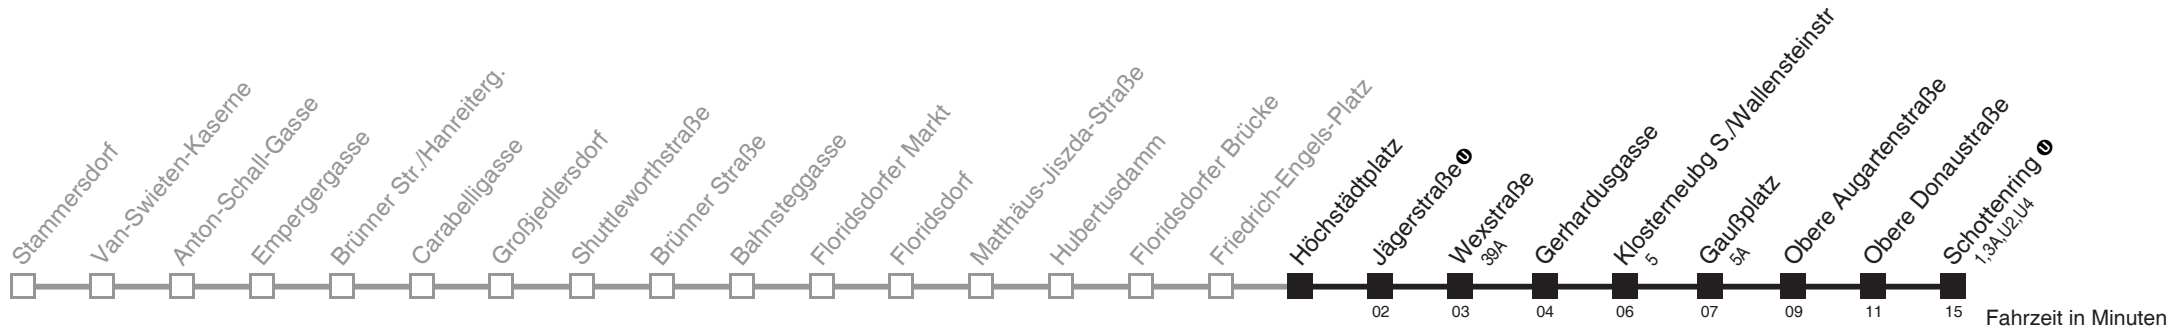 Stammersdorf
Van-Swieten-Kaserne
Anton-Schall-Gasse
Empergergasse
Brünner Str./Hanreiterg.
Carabelligasse
Großjedlersdorf
Shuttleworthstraße
Brünner Straße
Bahnsteggasse
Floridsdorfer Markt
Floridsdorf
Matthäus-Jiszda-Straße
Hubertusdamm
Floridsdorfer Brücke
Friedrich-Engels-Platz
Höchstädtplatz
Jägerstraße U
Wexstraße
39A
Gerhardusgasse
Klosterneubg S./Wallensteinstr
5
Gaußplatz
5A
Obere Augartenstraße
Obere Donaustraße
Schottenring U
1,3A,U2,U4
02 03 04 06 07 09 11 15 Fahrzeit in Minuten